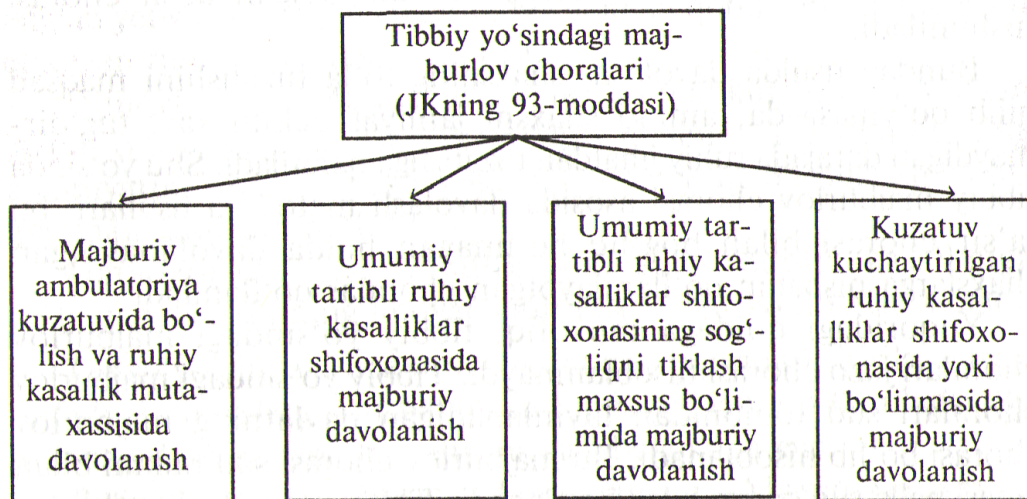 Tibbiy yo‘sindagi maj-
burlov choralari
(JKning 93-moddasi)
Majburiy
ambulatoriya
kuzatuvida bo‘-
lish va ruhiy
kasallik muta-
xassisida
davolanish
Umumiy
tartibli ruhiy
kasalliklar
shifoxonasida
majburiy
davolanish
Umumiy tar-
tibli ruhiy ka-
salliklar shifo-
xonasining sog‘-
liqni tiklash
maxsus bo‘li-
mida majburiy
davolanish
Kuzatuv
kuchaytirilgan
ruhiy kasal-
liklar shifoxo-
nasida yoki
bo‘linmasida
majburiy
davolanish